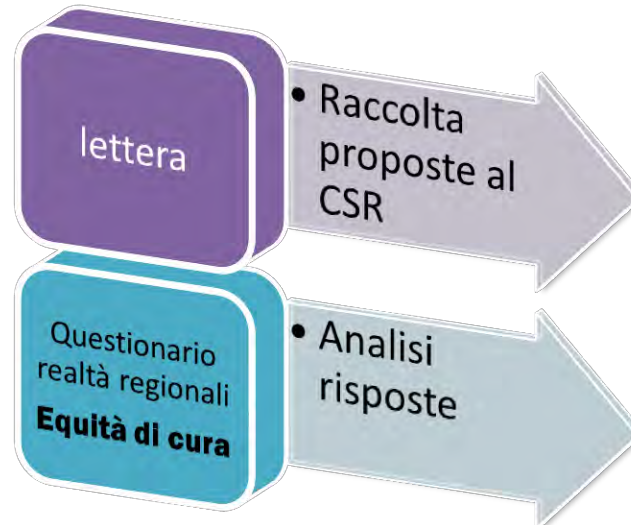 lettera
• Raccolta
proposte al
CSR
Questionario
realtà regionali
Equità di cura
• Analisi
risposte